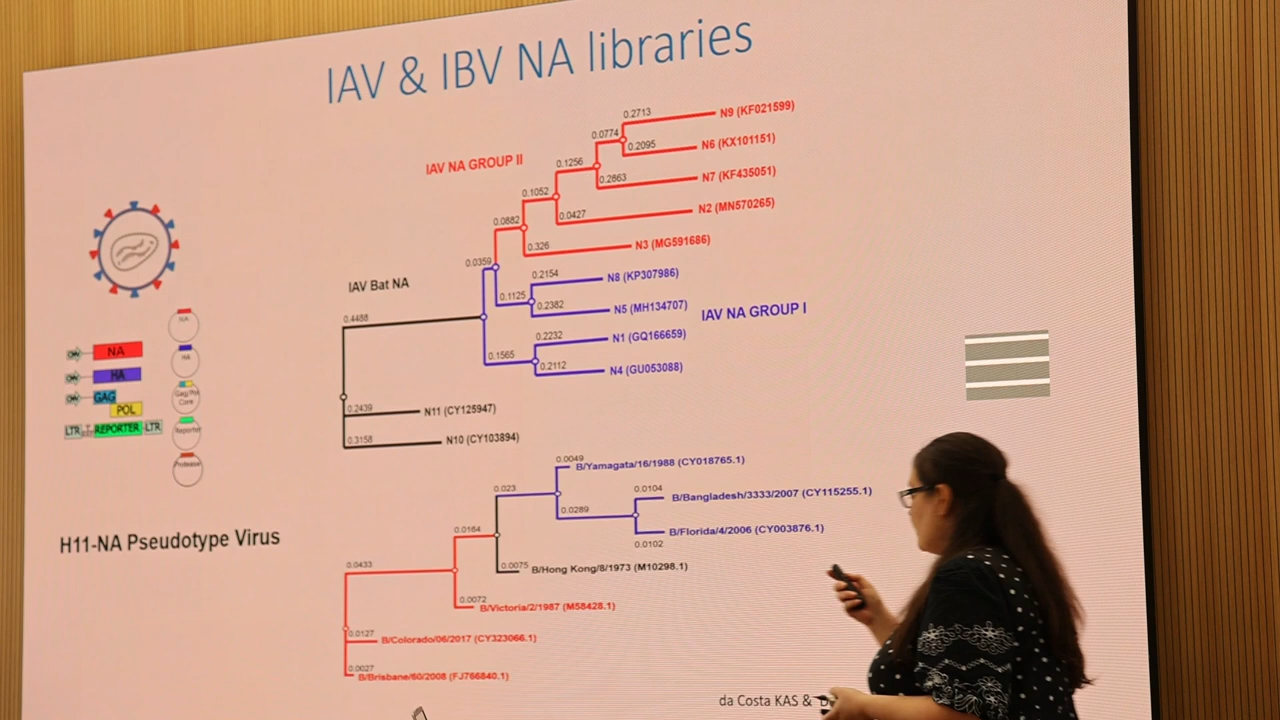 IAV & IBV NA libraries
0.2713
N9 (KF021599)
0.0774
0.2095
N6 (KX101151)
IAV NA GROUP II
0.1256
0.2863
N7 (KF435051)
0.1052
0.0427
N2 (MN570265)
0.0882
0.326
N3 (MG591686)
0.0359
IAV Bat NA
0.2154
N8 (KP307986)
0.1125
0.2382
N5 (MH134707)
IAV NA GROUP I
0.4488
0.2232
N1 (GQ166659)
0.1565
0.2112
N4 (GU053088)
0.2439
N11 (CY125947)
0.3158
N10 (CY103894)
NA
HA
GAG
POL
LTR
REPORTER
LTR
NA
HA
Gag/Pol
Core
Reporter
Protease
H11-NA Pseudotype Virus
0.0049
B/Yamagata/16/1988 (CY018765.1)
0.023
0.0104
B/Bangladesh/3333/2007 (CY115255.1)
0.0289
B/Florida/4/2006 (CY003876.1)
0.0102
0.0164
0.0075
B/Hong Kong/8/1973 (M10298.1)
0.0433
0.0072
B/Victoria/2/1987 (M58428.1)
0.0127
B/Colorado/06/2017 (CY323066.1)
0.0027
B/Brisbane/60/2008 (FJ766840.1)
da Costa KAS &